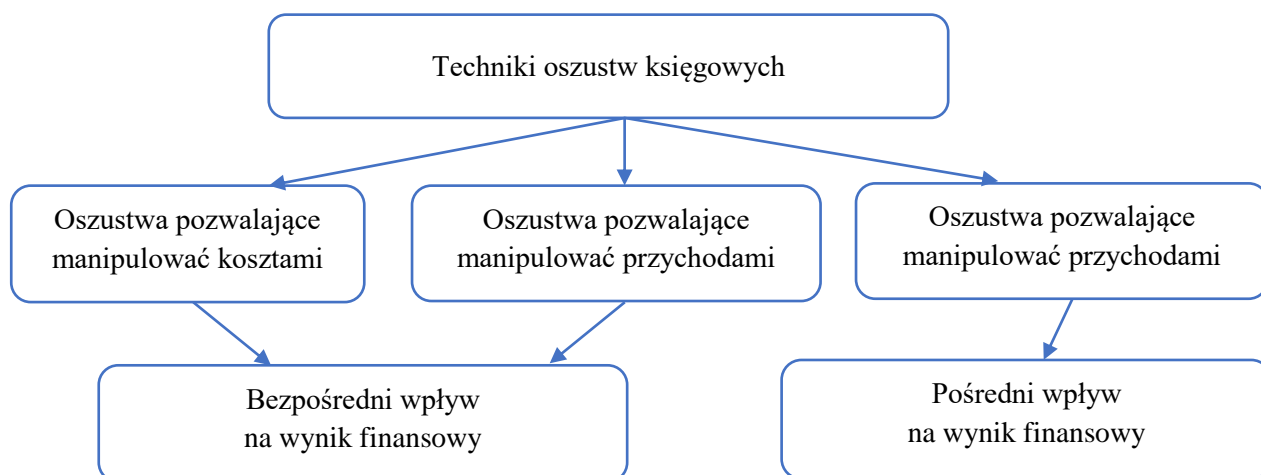 Techniki oszustw księgowych
Oszustwa pozwalające
manipulować kosztami
Oszustwa pozwalające
manipulować przychodami
Oszustwa pozwalające
manipulować przychodami
Bezpośredni wpływ
na wynik finansowy
Pośredni wpływ
na wynik finansowy